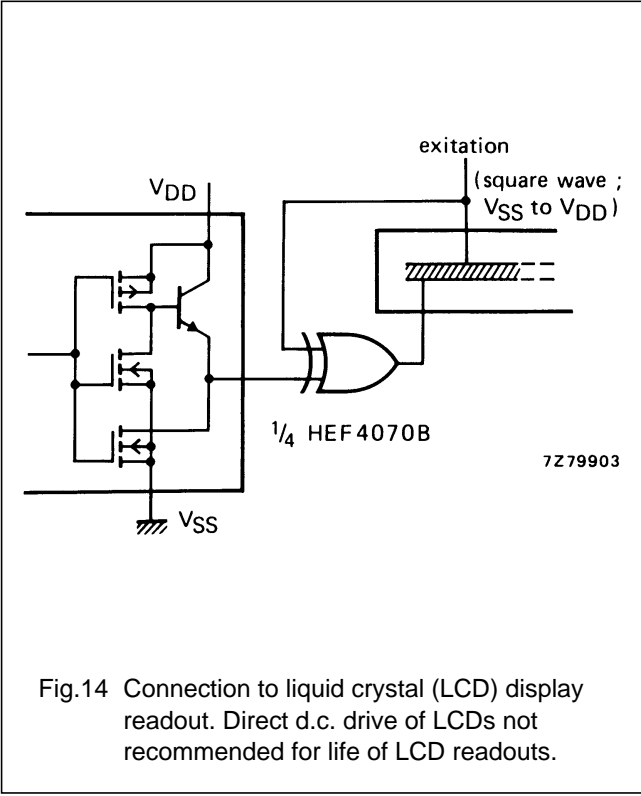 exitation
(square wave ;
VSS to VDD)
VDD
1/4 HEF4070B
7Z79903
VSS
Fig.14 Connection to liquid crystal (LCD) display
readout. Direct d.c. drive of LCDs not
recommended for life of LCD readouts.